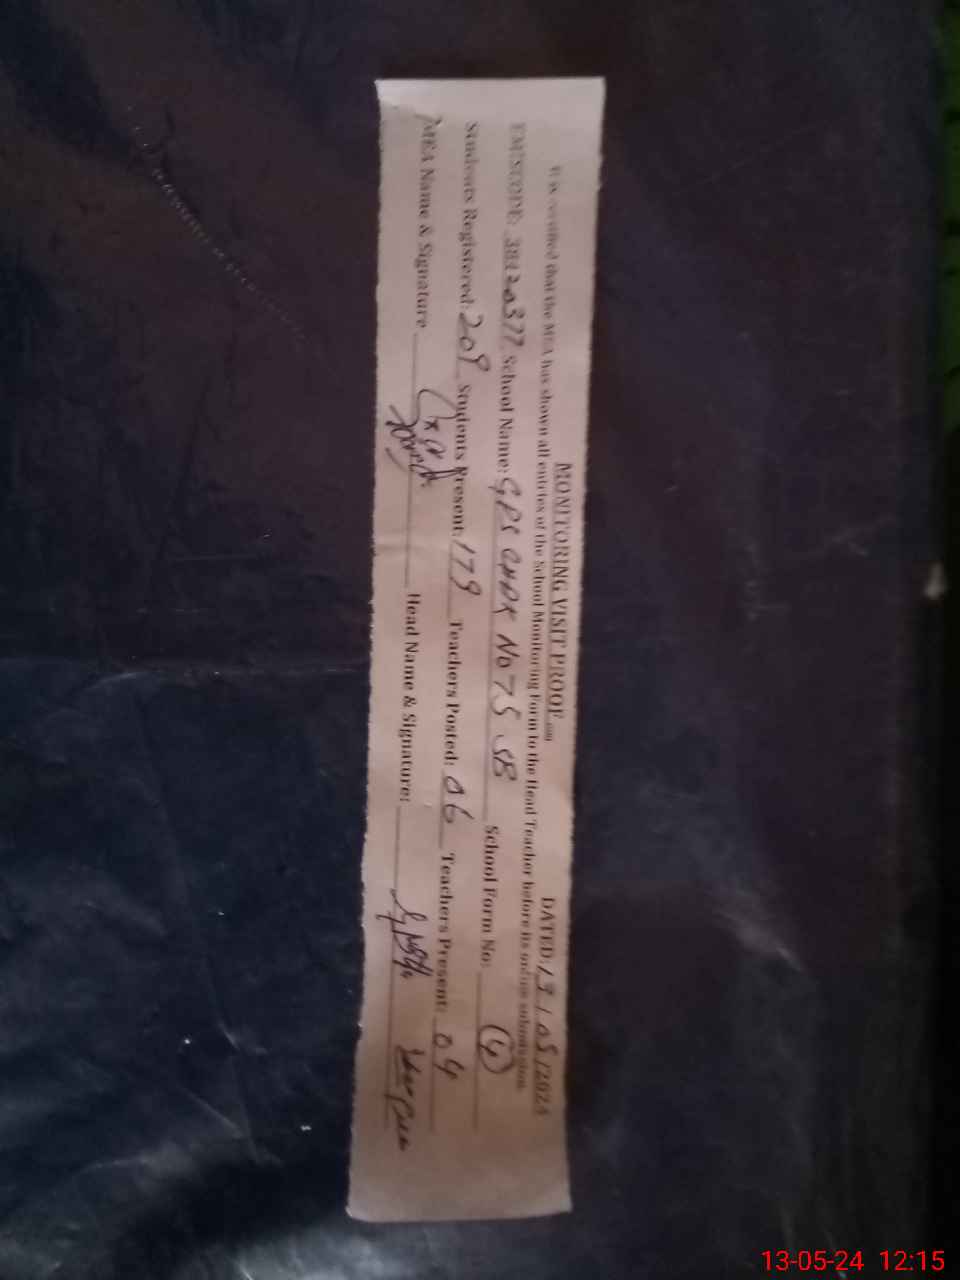 MONITORING VISIT PROOF
DATED: 13/05/2024
It is certified that the MEA has shown all entries of the School Monitoring Form to the Head Teacher before its online submission.
EMISCODE: 38120377 School Name: GPS CHAK NO 75 SB School Form No: (4)
Students Registered: 209 Students Present: 179 Teachers Posted: 06 Teachers Present: 04
MEA Name & Signature Head Name & Signature:
13-05-24 12:15